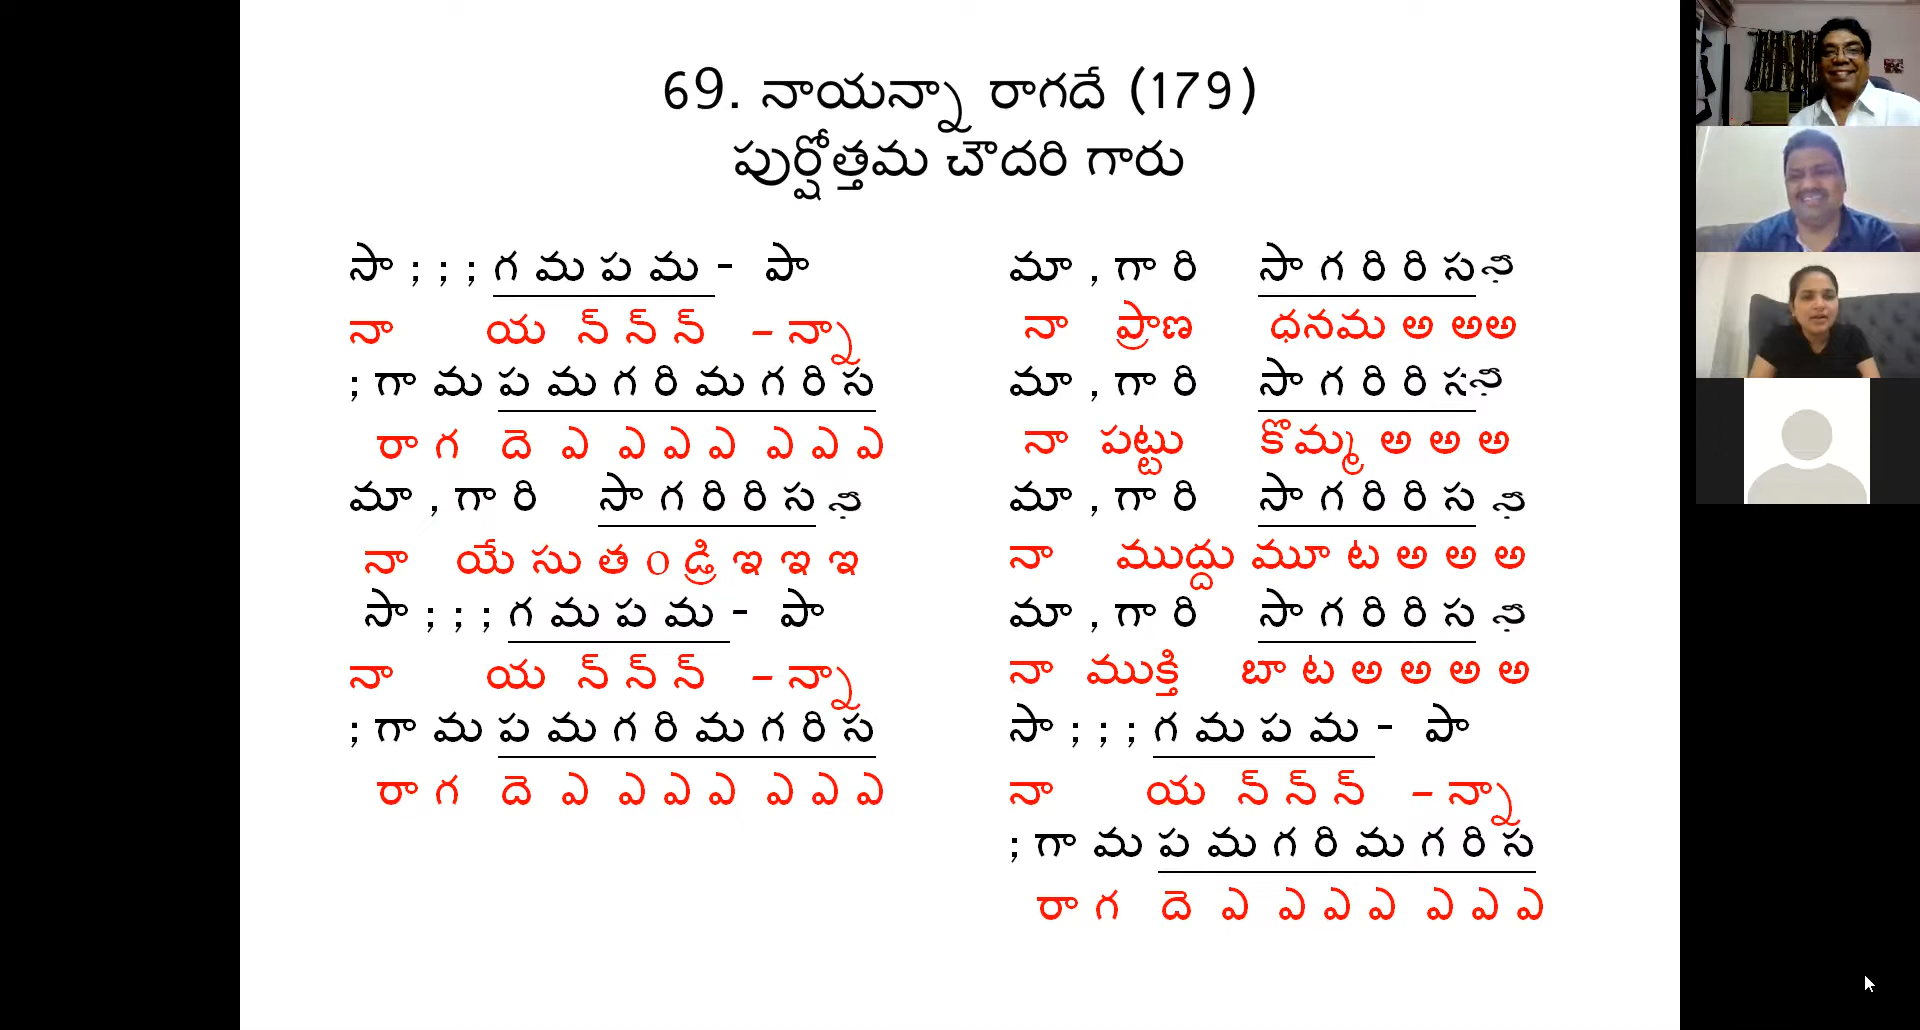 69. నాయన్నా రాగదే (179)
పుర్షోత్తమ చౌదరి గారు
సా ; ; ; గ మ ప మ - పా
నా య న్ న్ న్ - న్నా
; గా మ ప మ గ రి మ గ రి స
రా గ దె ఎ ఎ ఎ ఎ ఎ ఎ ఎ
మా , గా రి సా గ రి రి స ని
నా యే సు త ం డ్రి ఇ ఇ ఇ
సా ; ; ; గ మ ప మ - పా
నా య న్ న్ న్ - న్నా
; గా మ ప మ గ రి మ గ రి స
రా గ దె ఎ ఎ ఎ ఎ ఎ ఎ ఎ
మా , గా రి సా గ రి రి స ని
నా ప్రాణ ధనమ అ అఅ
మా , గా రి సా గ రి రి స ని
నా పట్టు కొమ్మ అ అ అ
మా , గా రి సా గ రి రి స ని
నా ముద్దు మూ ట అ అ అ
మా , గా రి సా గ రి రి స ని
నా ముక్తి బా ట అ అ అ అ
సా ; ; ; గ మ ప మ - పా
నా య న్ న్ న్ - న్నా
; గా మ ప మ గ రి మ గ రి స
రా గ దె ఎ ఎ ఎ ఎ ఎ ఎ ఎ